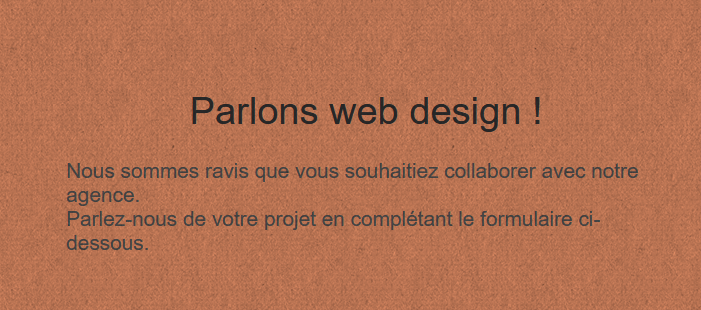 Parlons web design !
Nous sommes ravis que vous souhaitiez collaborer avec notre
agence.
Parlez-nous de votre projet en complétant le formulaire ci-
dessous.